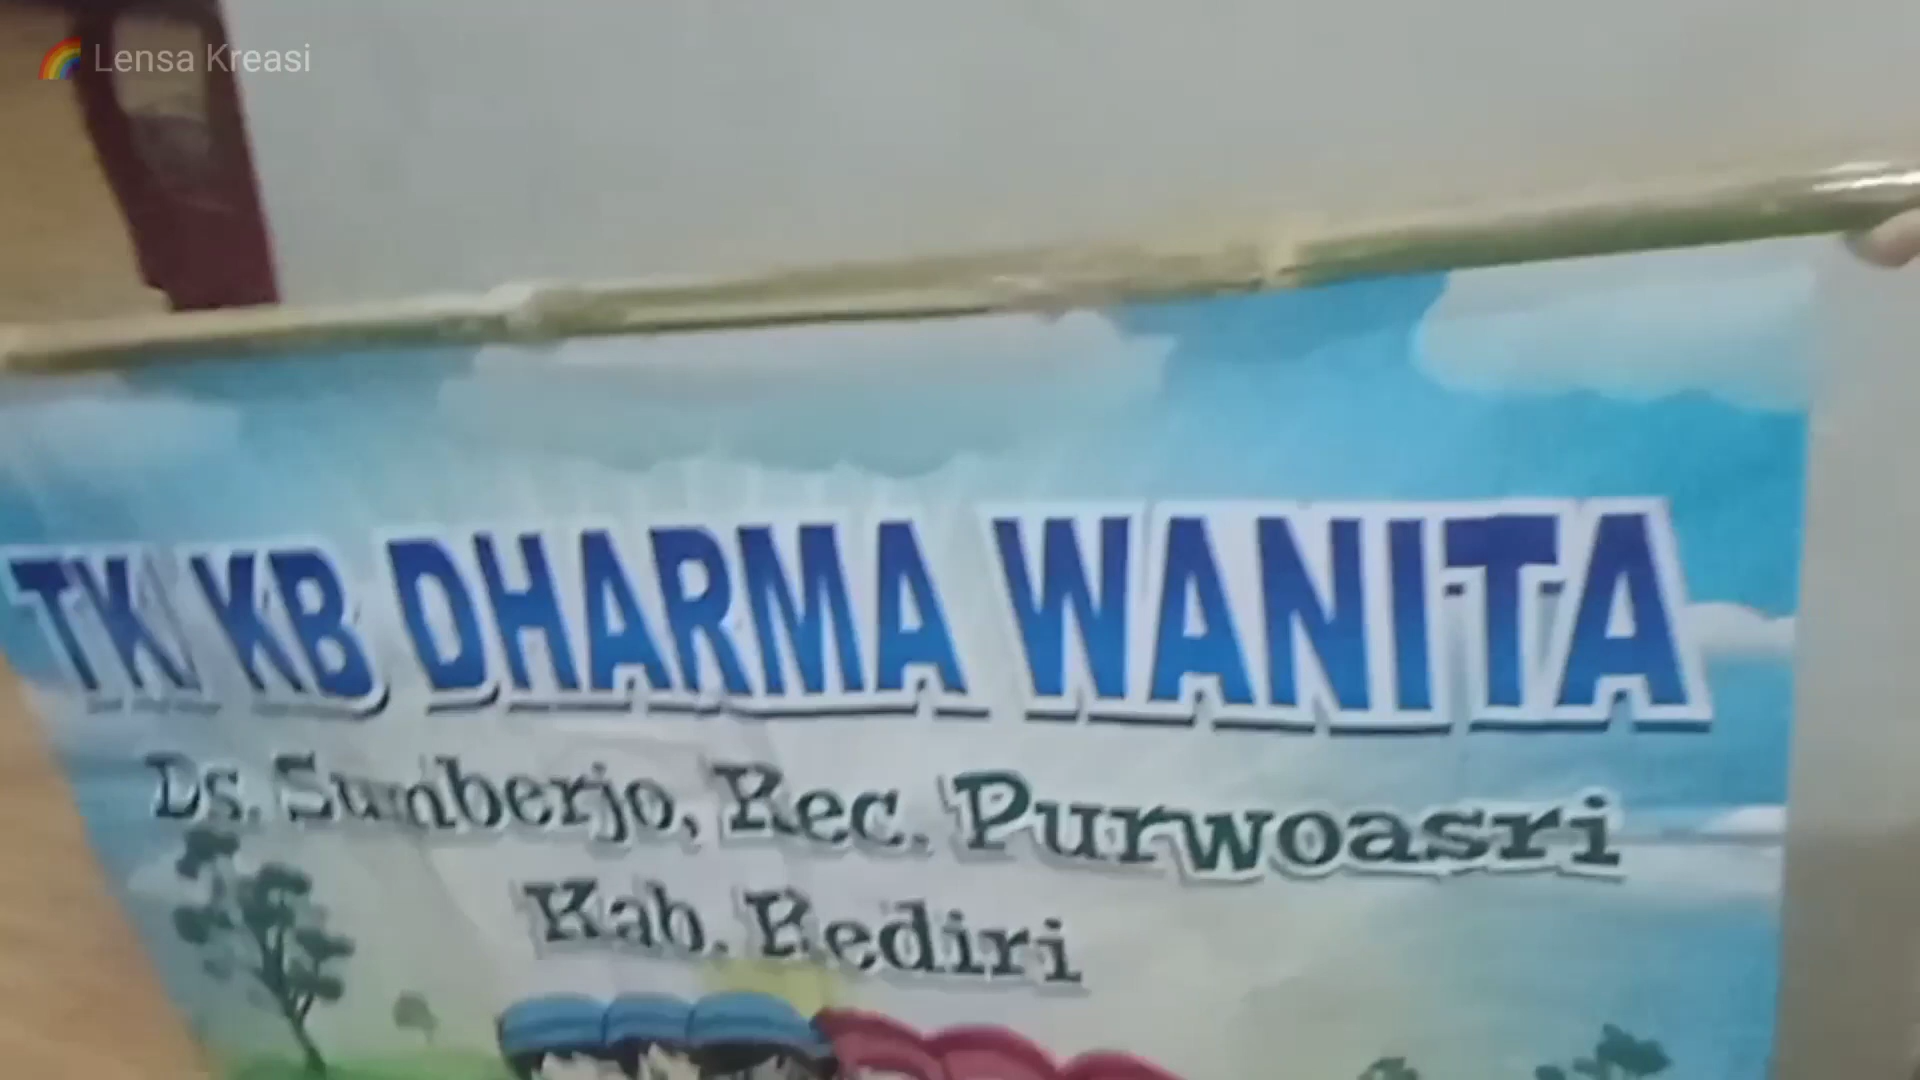 Lensa Kreasi
TK KB DHARMA WANITA
Ds. Sumberjo, Kec. Purwoasri
Kab. Kediri